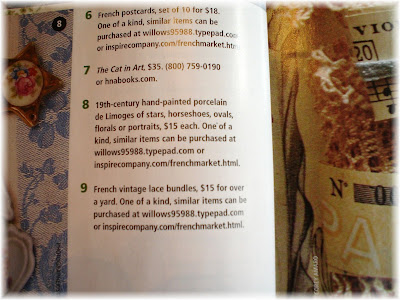 6 French postcards, set of 10 for $18.
One of a kind, similar items can be
purchased at willows95988.typepad.com
or inspirecompany.com/frenchmarket.htm
7 The Cat in Art, $35. (800) 759-0190
or hnabooks.com.
8 19th-century hand-painted porcelain
de Limoges of stars, horseshoes, ovals,
florals or portraits, $15 each. One of a
kind, similar items can be purchased at
willows95988.typepad.com or
inspirecompany.com/frenchmarket.html.
9 French vintage lace bundles, $15 for over
a yard. One of a kind, similar items can be
purchased at willows95988.typepad.com
or inspirecompany.com/frenchmarket.html.
8
VIO
20
N°
PA